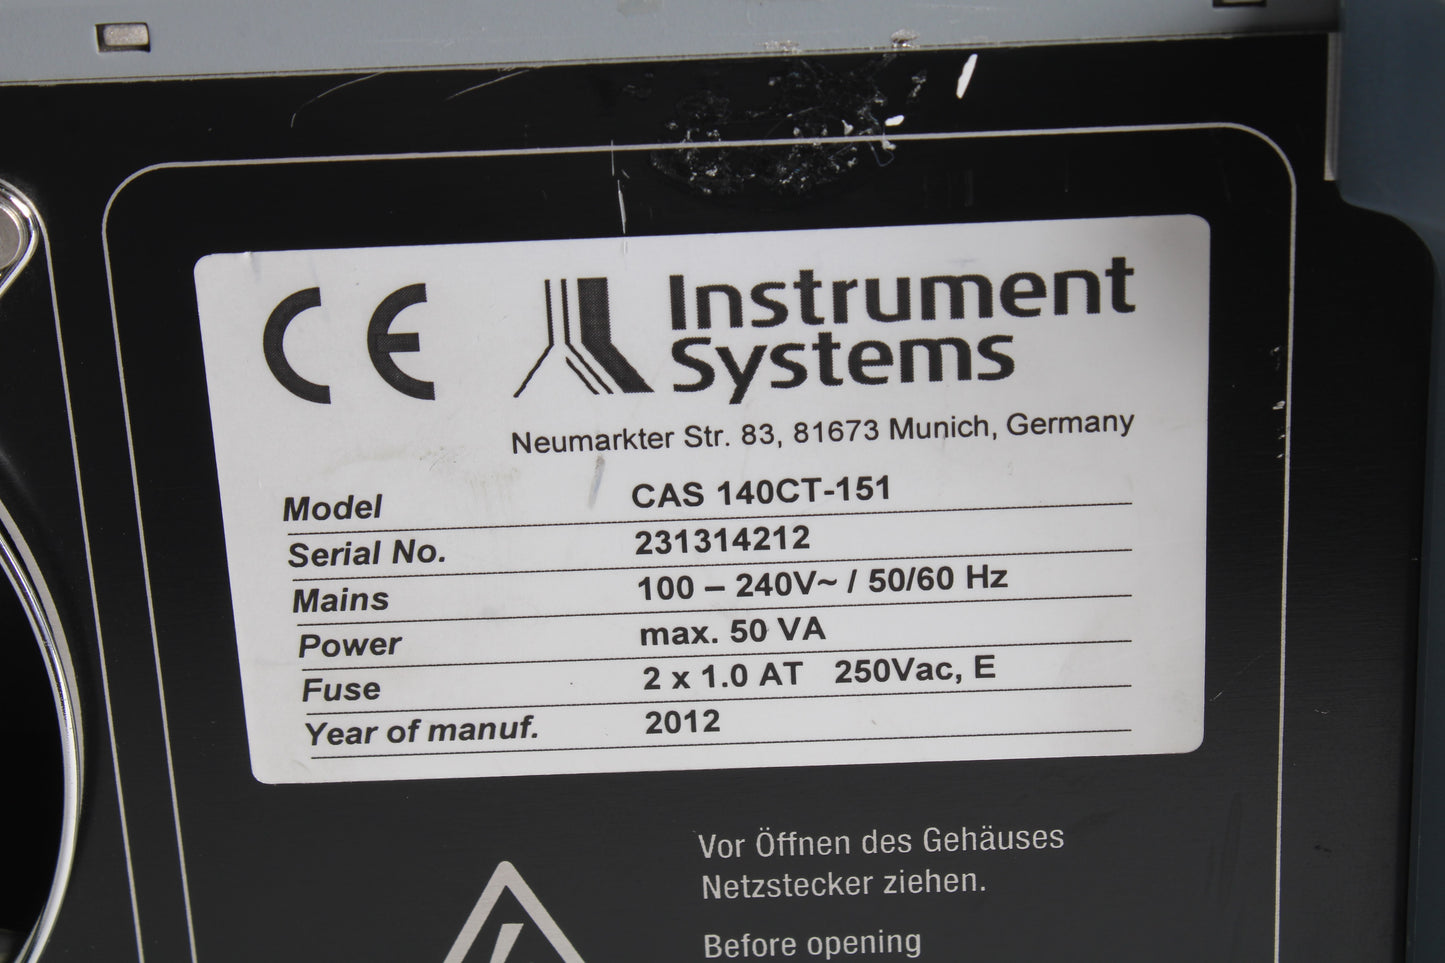 CE
Instrument
Systems
Neumarkter Str. 83, 81673 Munich, Germany
Model CAS 140CT-151
Serial No. 231314212
Mains 100 – 240V~ / 50/60 Hz
Power max. 50 VA
Fuse 2 x 1.0 AT 250Vac, E
Year of manuf. 2012
Vor Öffnen des Gehäuses
Netzstecker ziehen.
Before opening